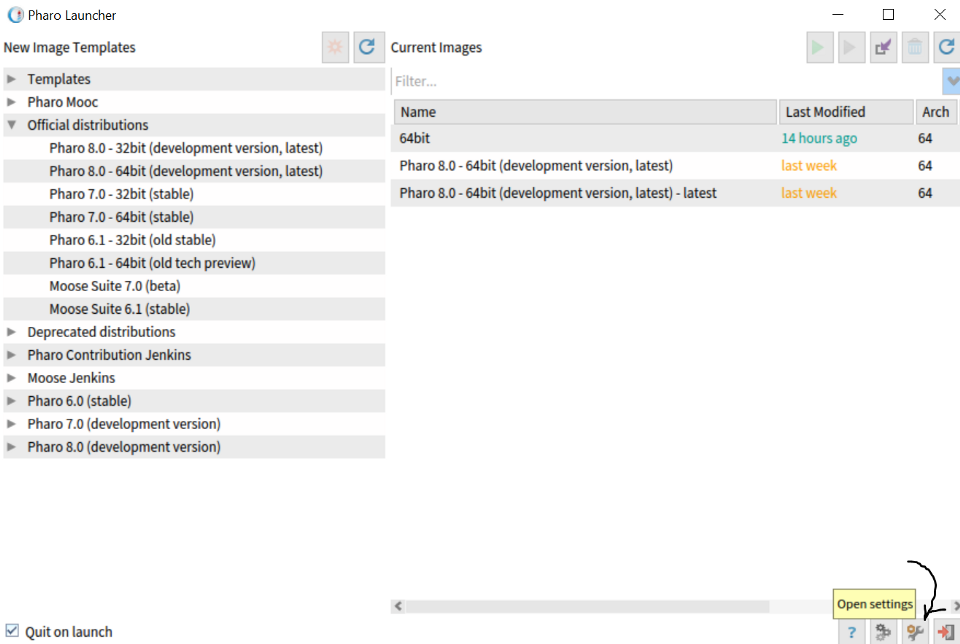 Pharo Launcher
New Image Templates
Templates
Pharo Mooc
Official distributions
Pharo 8.0 - 32bit (development version, latest)
Pharo 8.0 - 64bit (development version, latest)
Pharo 7.0 - 32bit (stable)
Pharo 7.0 - 64bit (stable)
Pharo 6.1 - 32bit (old stable)
Pharo 6.1 - 64bit (old tech preview)
Moose Suite 7.0 (beta)
Moose Suite 6.1 (stable)
Deprecated distributions
Pharo Contribution Jenkins
Moose Jenkins
Pharo 6.0 (stable)
Pharo 7.0 (development version)
Pharo 8.0 (development version)
Quit on launch
Current Images
Filter...
Name Last Modified Arch
64bit 14 hours ago 64
Pharo 8.0 - 64bit (development version, latest) last week 64
Pharo 8.0 - 64bit (development version, latest) - latest last week 64
Open settings
?